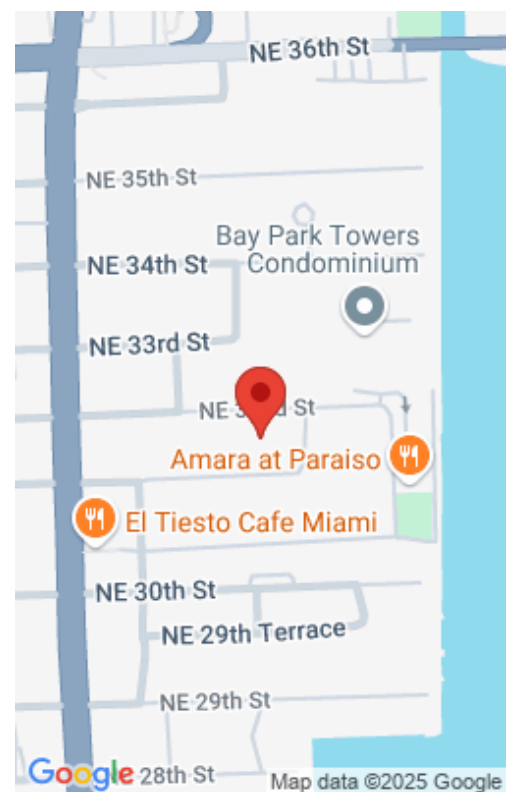 NE 36th St
NE 35th St
Bay Park Towers
Condominium
NE 34th St
NE 33rd St
NE 3 d St
Amara at Paraiso
El Tiesto Cafe Miami
NE 30th St
NE 29th Terrace
NE 29th St
Google
28th St
Map data ©2025 Google